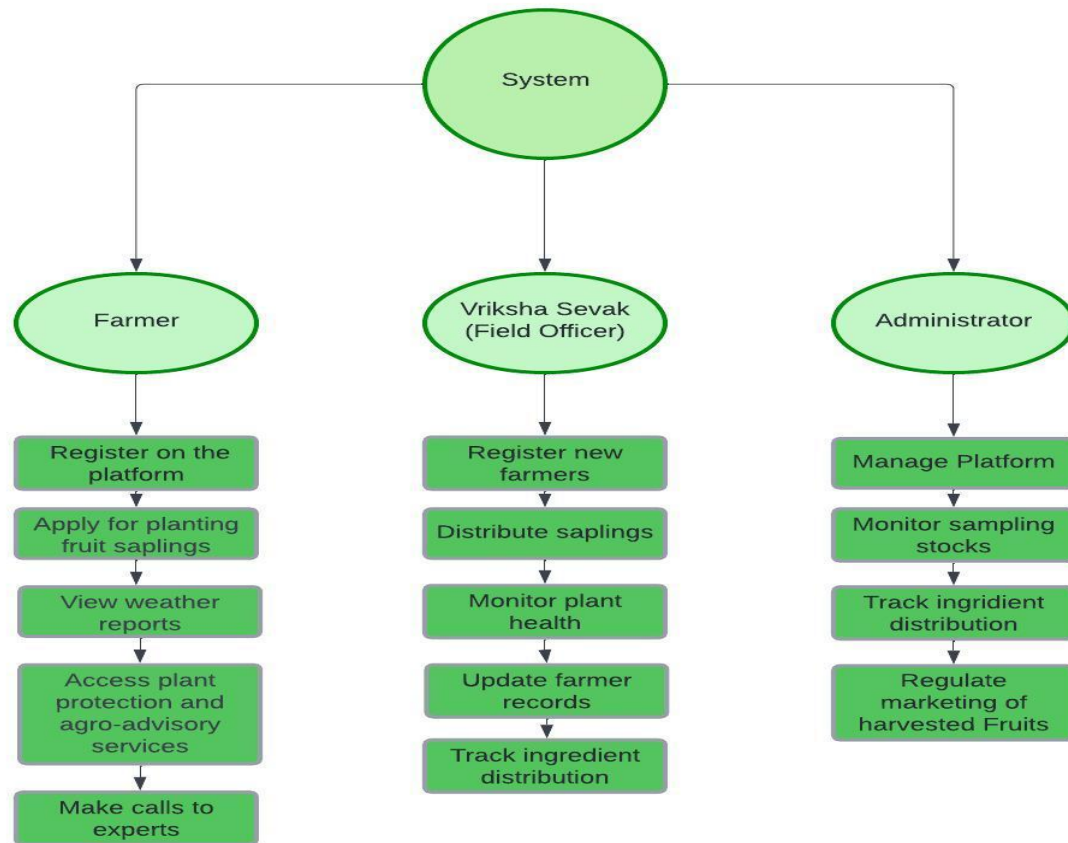 System
Farmer
Vriksha Sevak
(Field Officer)
Administrator
Register on the
platform
Apply for planting
fruit saplings
View weather
reports
Access plant
protection and
agro-advisory
services
Make calls to
experts
Register new
farmers
Distribute saplings
Monitor plant
health
Update farmer
records
Track ingredient
distribution
Manage Platform
Monitor sampling
stocks
Track ingridient
distribution
Regulate
marketing of
harvested Fruits